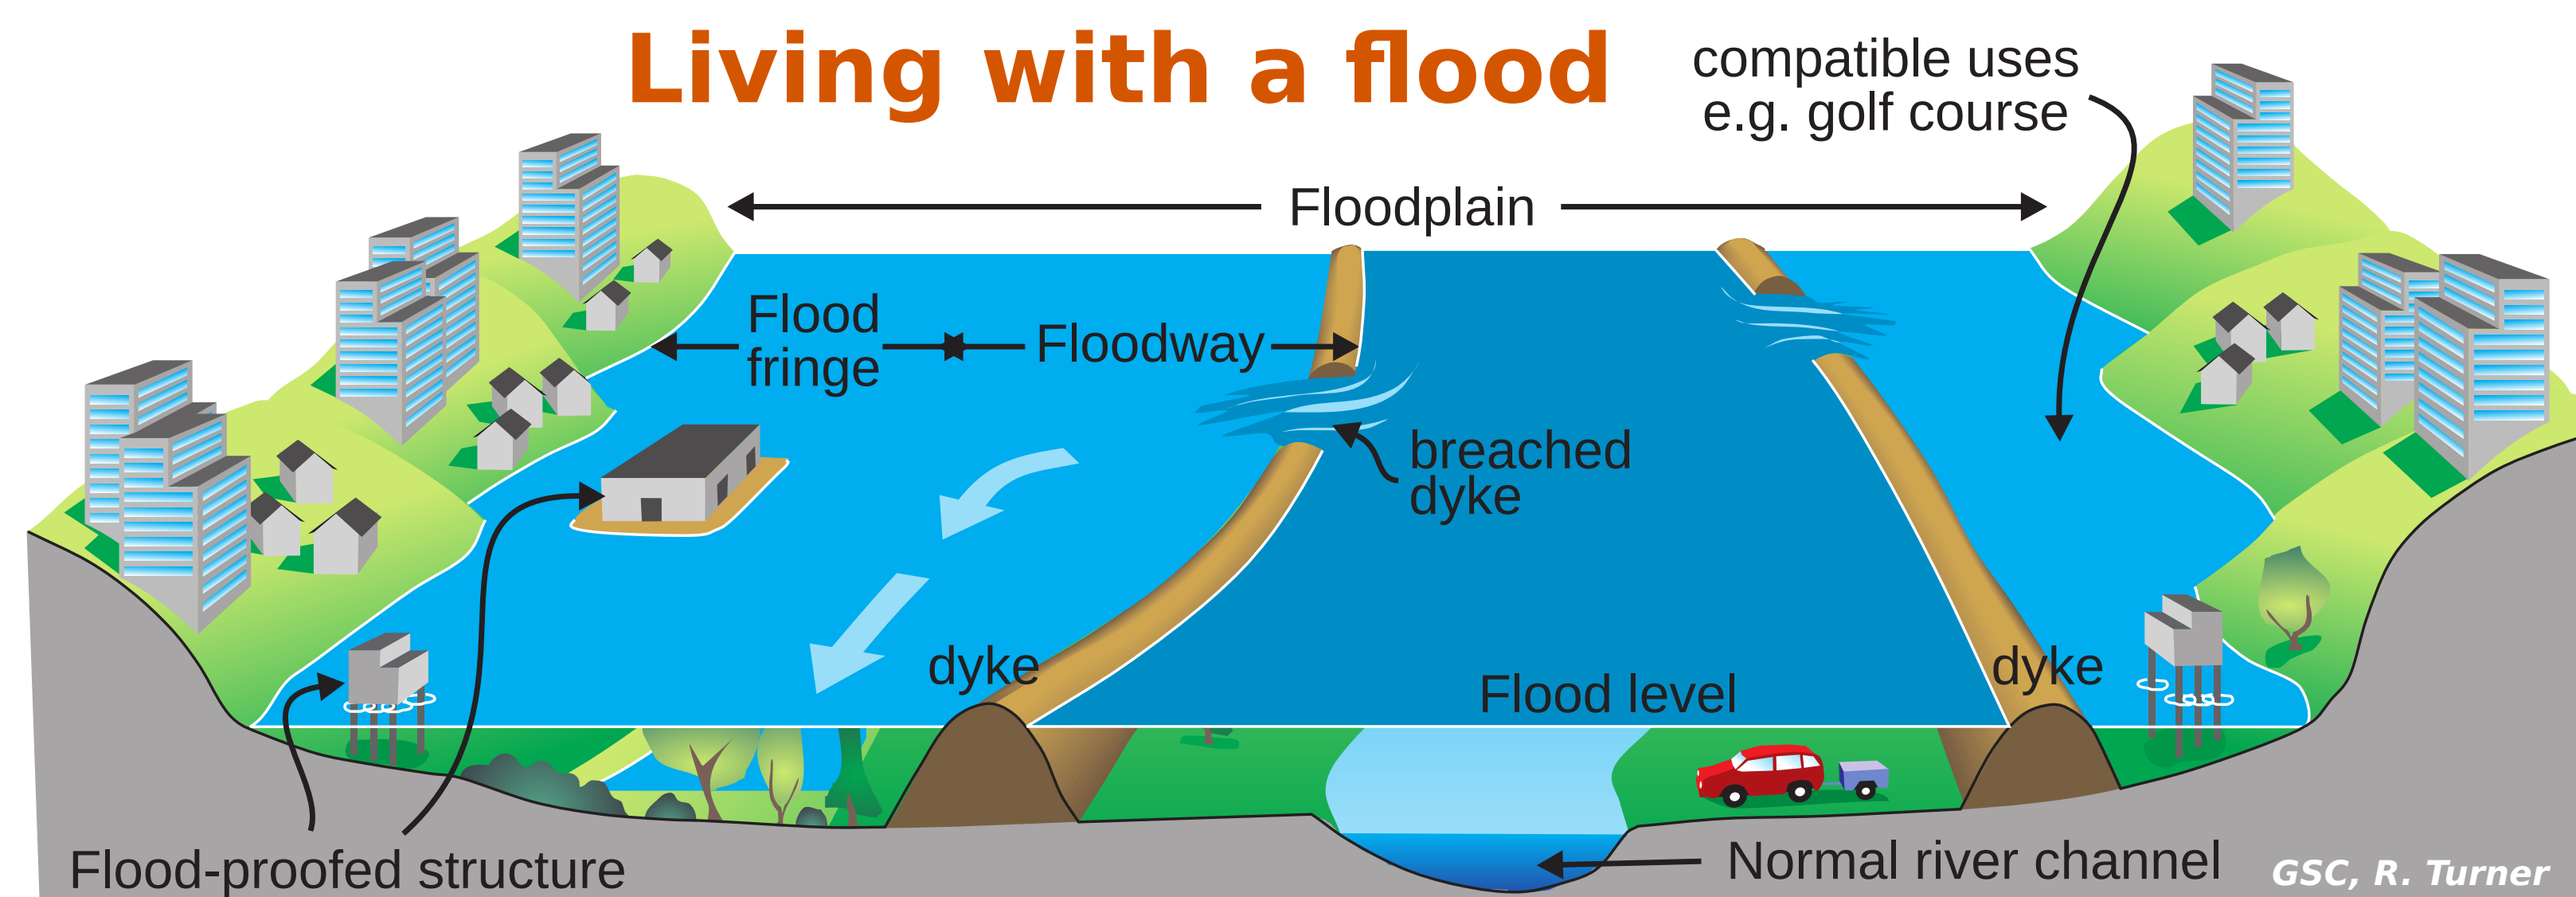 Living with a flood
compatible uses
e.g. golf course
Floodplain
Flood
fringe
Floodway
breached
dyke
dyke
Flood level
dyke
Flood-proofed structure
Normal river channel
GSC, R. Turner